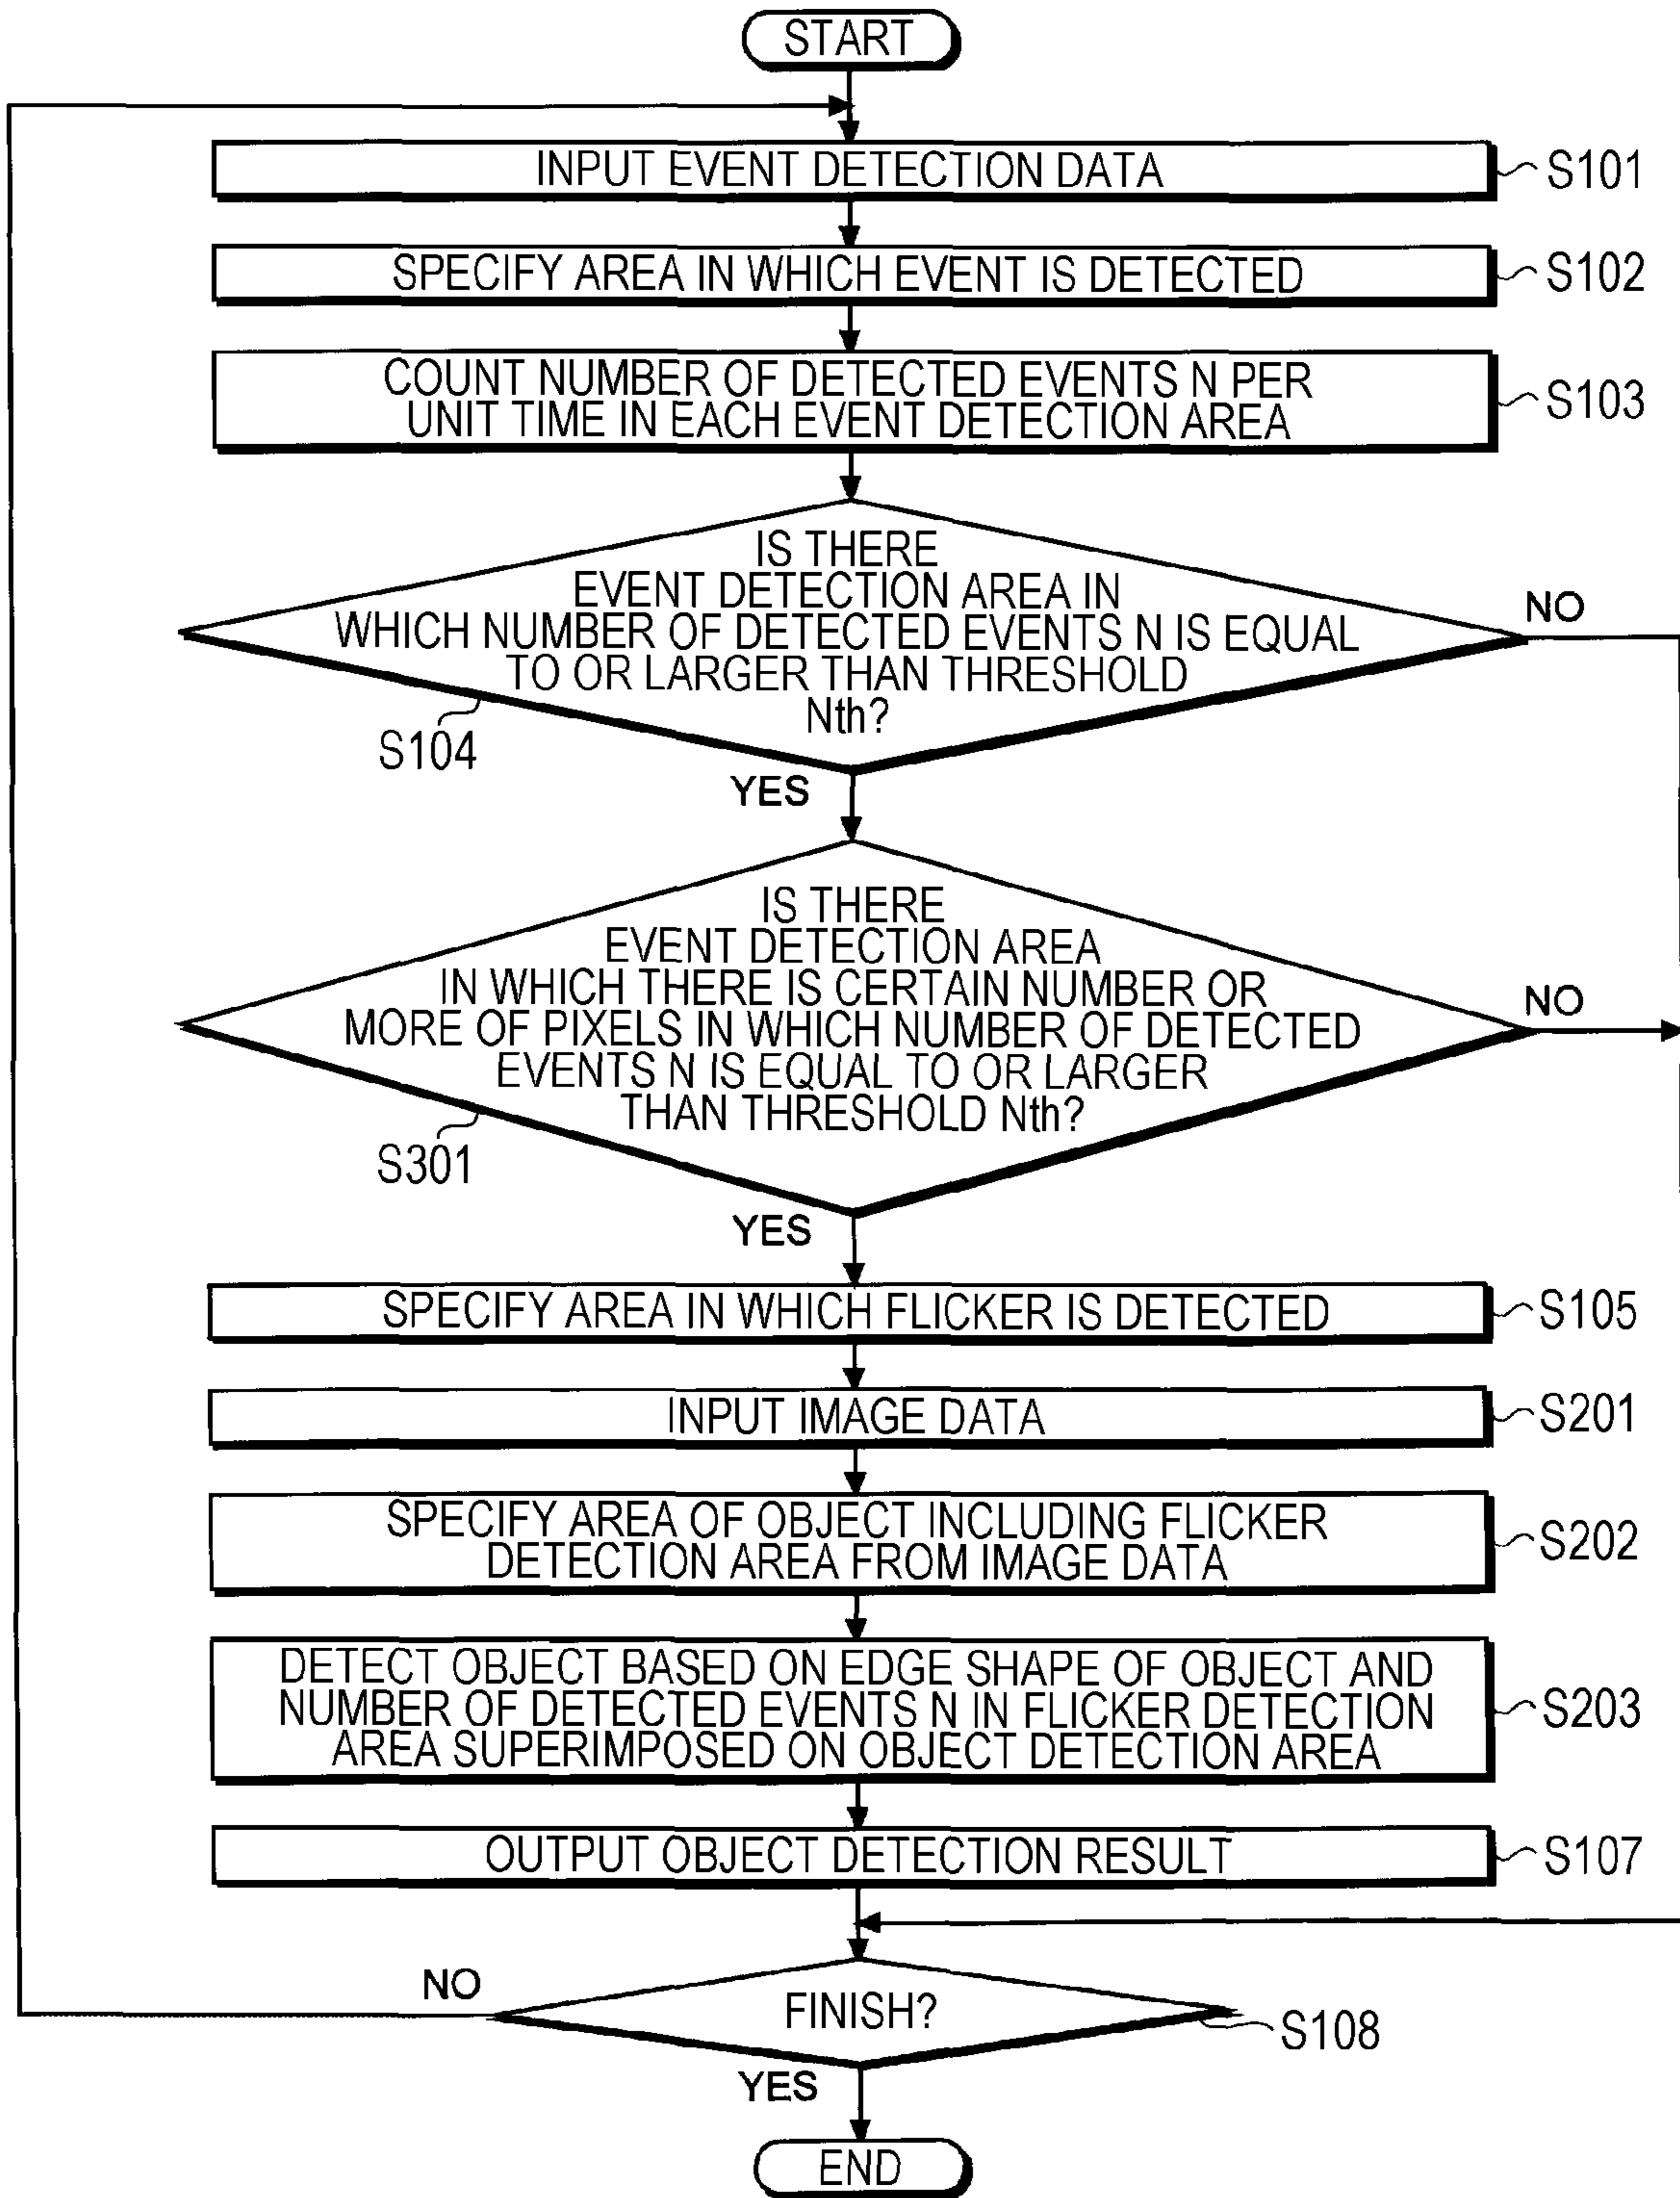 START
INPUT EVENT DETECTION DATA
S101
SPECIFY AREA IN WHICH EVENT IS DETECTED
S102
COUNT NUMBER OF DETECTED EVENTS N PER
UNIT TIME IN EACH EVENT DETECTION AREA
S103
IS THERE
EVENT DETECTION AREA IN
WHICH NUMBER OF DETECTED EVENTS N IS EQUAL
TO OR LARGER THAN THRESHOLD
Nth?
NO
S104
YES
IS THERE
EVENT DETECTION AREA
IN WHICH THERE IS CERTAIN NUMBER OR
MORE OF PIXELS IN WHICH NUMBER OF DETECTED
EVENTS N IS EQUAL TO OR LARGER
THAN THRESHOLD Nth?
NO
S301
YES
SPECIFY AREA IN WHICH FLICKER IS DETECTED
S105
INPUT IMAGE DATA
S201
SPECIFY AREA OF OBJECT INCLUDING FLICKER
DETECTION AREA FROM IMAGE DATA
S202
DETECT OBJECT BASED ON EDGE SHAPE OF OBJECT AND
NUMBER OF DETECTED EVENTS N IN FLICKER DETECTION
AREA SUPERIMPOSED ON OBJECT DETECTION AREA
S203
OUTPUT OBJECT DETECTION RESULT
S107
NO
FINISH?
S108
YES
END